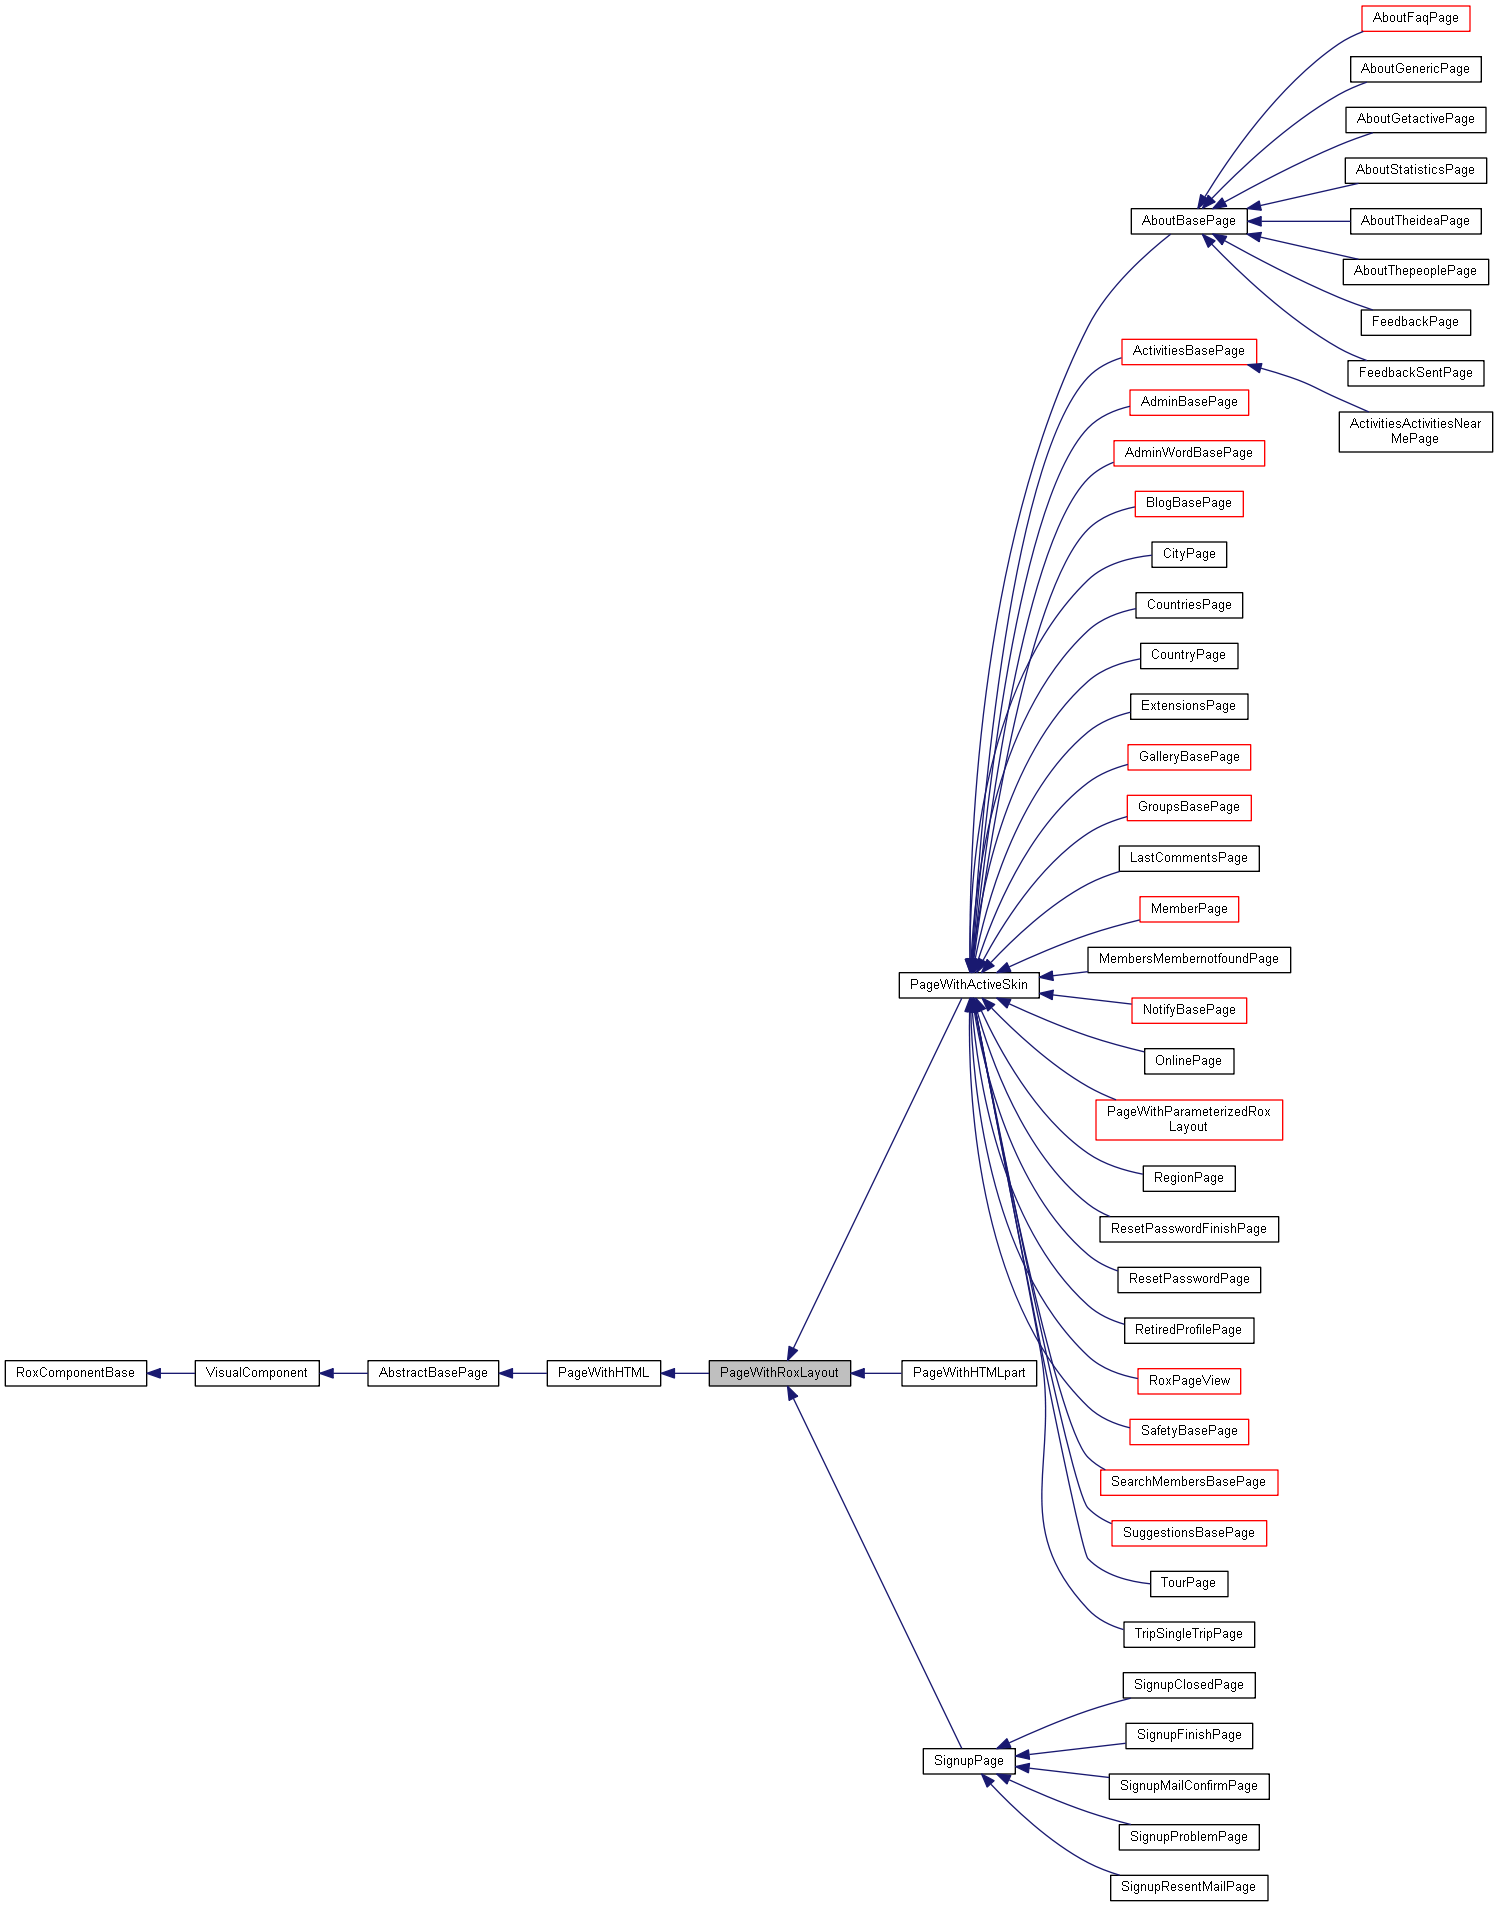 AboutFaqPage
AboutGenericPage
AboutGetactivePage
AboutStatisticsPage
AboutBasePage
AboutTheideaPage
AboutThepeoplePage
FeedbackPage
FeedbackSentPage
ActivitiesBasePage
ActivitiesActivitiesNear
MePage
AdminBasePage
AdminWordBasePage
BlogBasePage
CityPage
CountriesPage
CountryPage
ExtensionsPage
GalleryBasePage
GroupsBasePage
LastCommentsPage
MemberPage
MembersMembernotfoundPage
PageWithActiveSkin
NotifyBasePage
OnlinePage
PageWithParameterizedRox
Layout
RegionPage
ResetPasswordFinishPage
ResetPasswordPage
RetiredProfilePage
RoxComponentBase
VisualComponent
AbstractBasePage
PageWithHTML
PageWithRoxLayout
PageWithHTMLpart
RoxPageView
SafetyBasePage
SearchMembersBasePage
SuggestionsBasePage
TourPage
TripSingleTripPage
SignupClosedPage
SignupFinishPage
SignupPage
SignupMailConfirmPage
SignupProblemPage
SignupResentMailPage